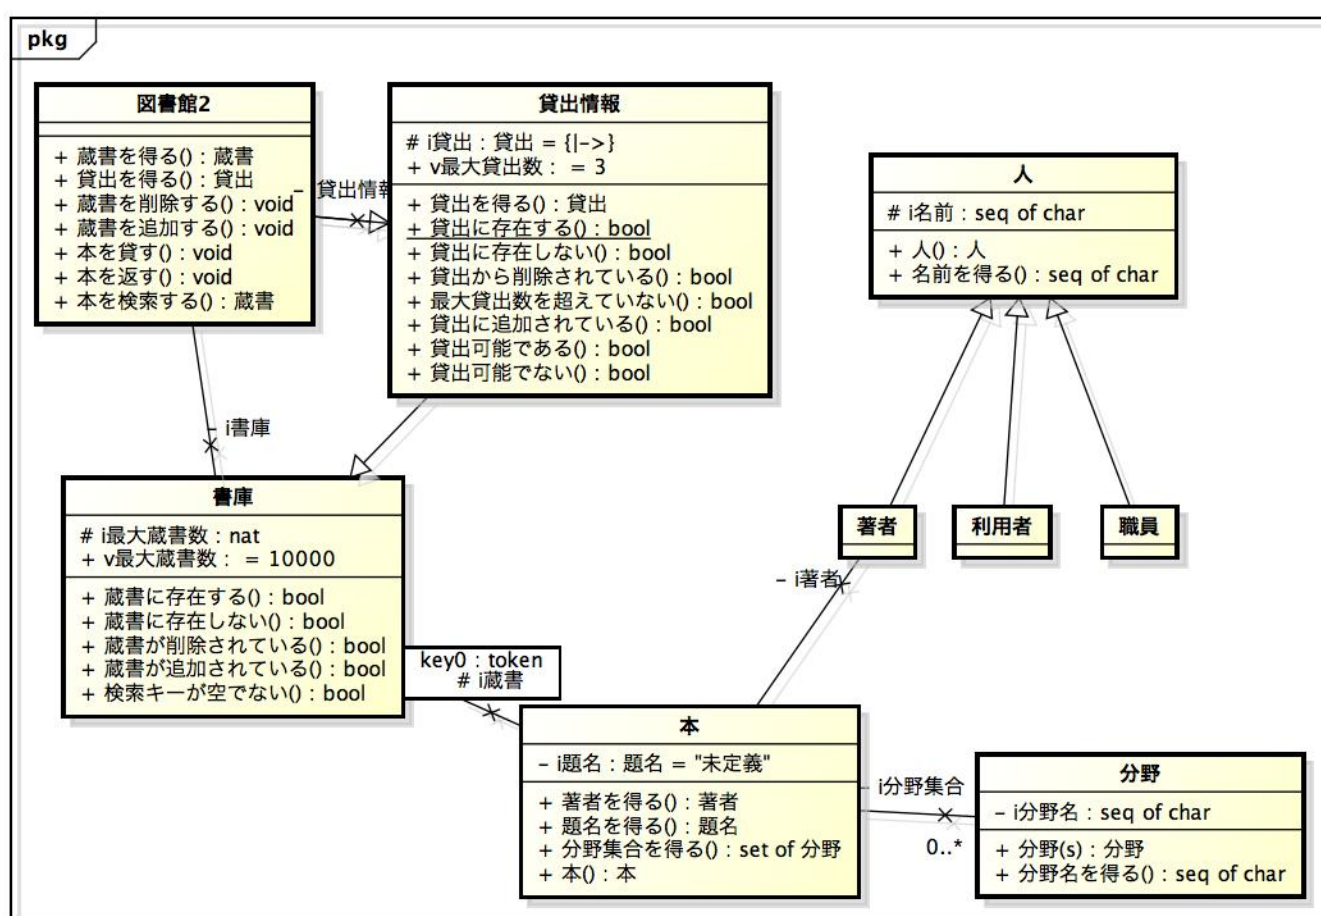 pkg
図書館2
+ 蔵書を得る() : 蔵書
+ 貸出を得る() : 貸出
+ 蔵書を削除する() : void
+ 蔵書を追加する() : void
+ 本を貸す() : void
+ 本を返す() : void
+ 本を検索する() : 蔵書
- 貸出情報
貸出情報
# i貸出 : 貸出 = {|->}
+ v最大貸出数 : = 3
+ 貸出を得る() : 貸出
+ 貸出に存在する() : bool
+ 貸出に存在しない() : bool
+ 貸出から削除されている() : bool
+ 最大貸出数を超えていない() : bool
+ 貸出に追加されている() : bool
+ 貸出可能である() : bool
+ 貸出可能でない() : bool
人
# i名前 : seq of char
+ 人() : 人
+ 名前を得る() : seq of char
- i書庫
書庫
# i最大蔵書数 : nat
+ v最大蔵書数 : = 10000
+ 蔵書に存在する() : bool
+ 蔵書に存在しない() : bool
+ 蔵書が削除されている() : bool
+ 蔵書が追加されている() : bool
+ 検索キーが空でない() : bool
著者
利用者
職員
- i著者
key0 : token
# i蔵書
本
- i題名 : 題名 = "未定義"
+ 著者を得る() : 著者
+ 題名を得る() : 題名
+ 分野集合を得る() : set of 分野
+ 本() : 本
- i分野集合
0..*
分野
- i分野名 : seq of char
+ 分野(s) : 分野
+ 分野名を得る() : seq of char